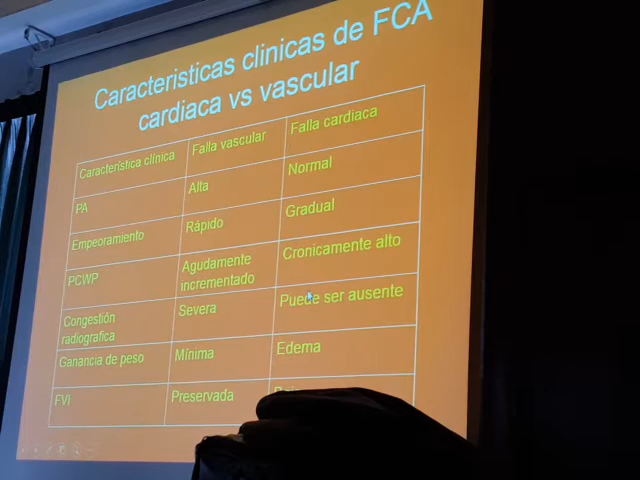 Caracteristicas clinicas de FCA
cardiaca vs vascular
Característica clínica Falla vascular Falla cardiaca
PA Alta Normal
Empeoramiento Rápido Gradual
PCWP Agudamente incrementado Cronicamente alto
Congestión radiografica Severa Puede ser ausente
Ganancia de peso Mínima Edema
FVI Preservada